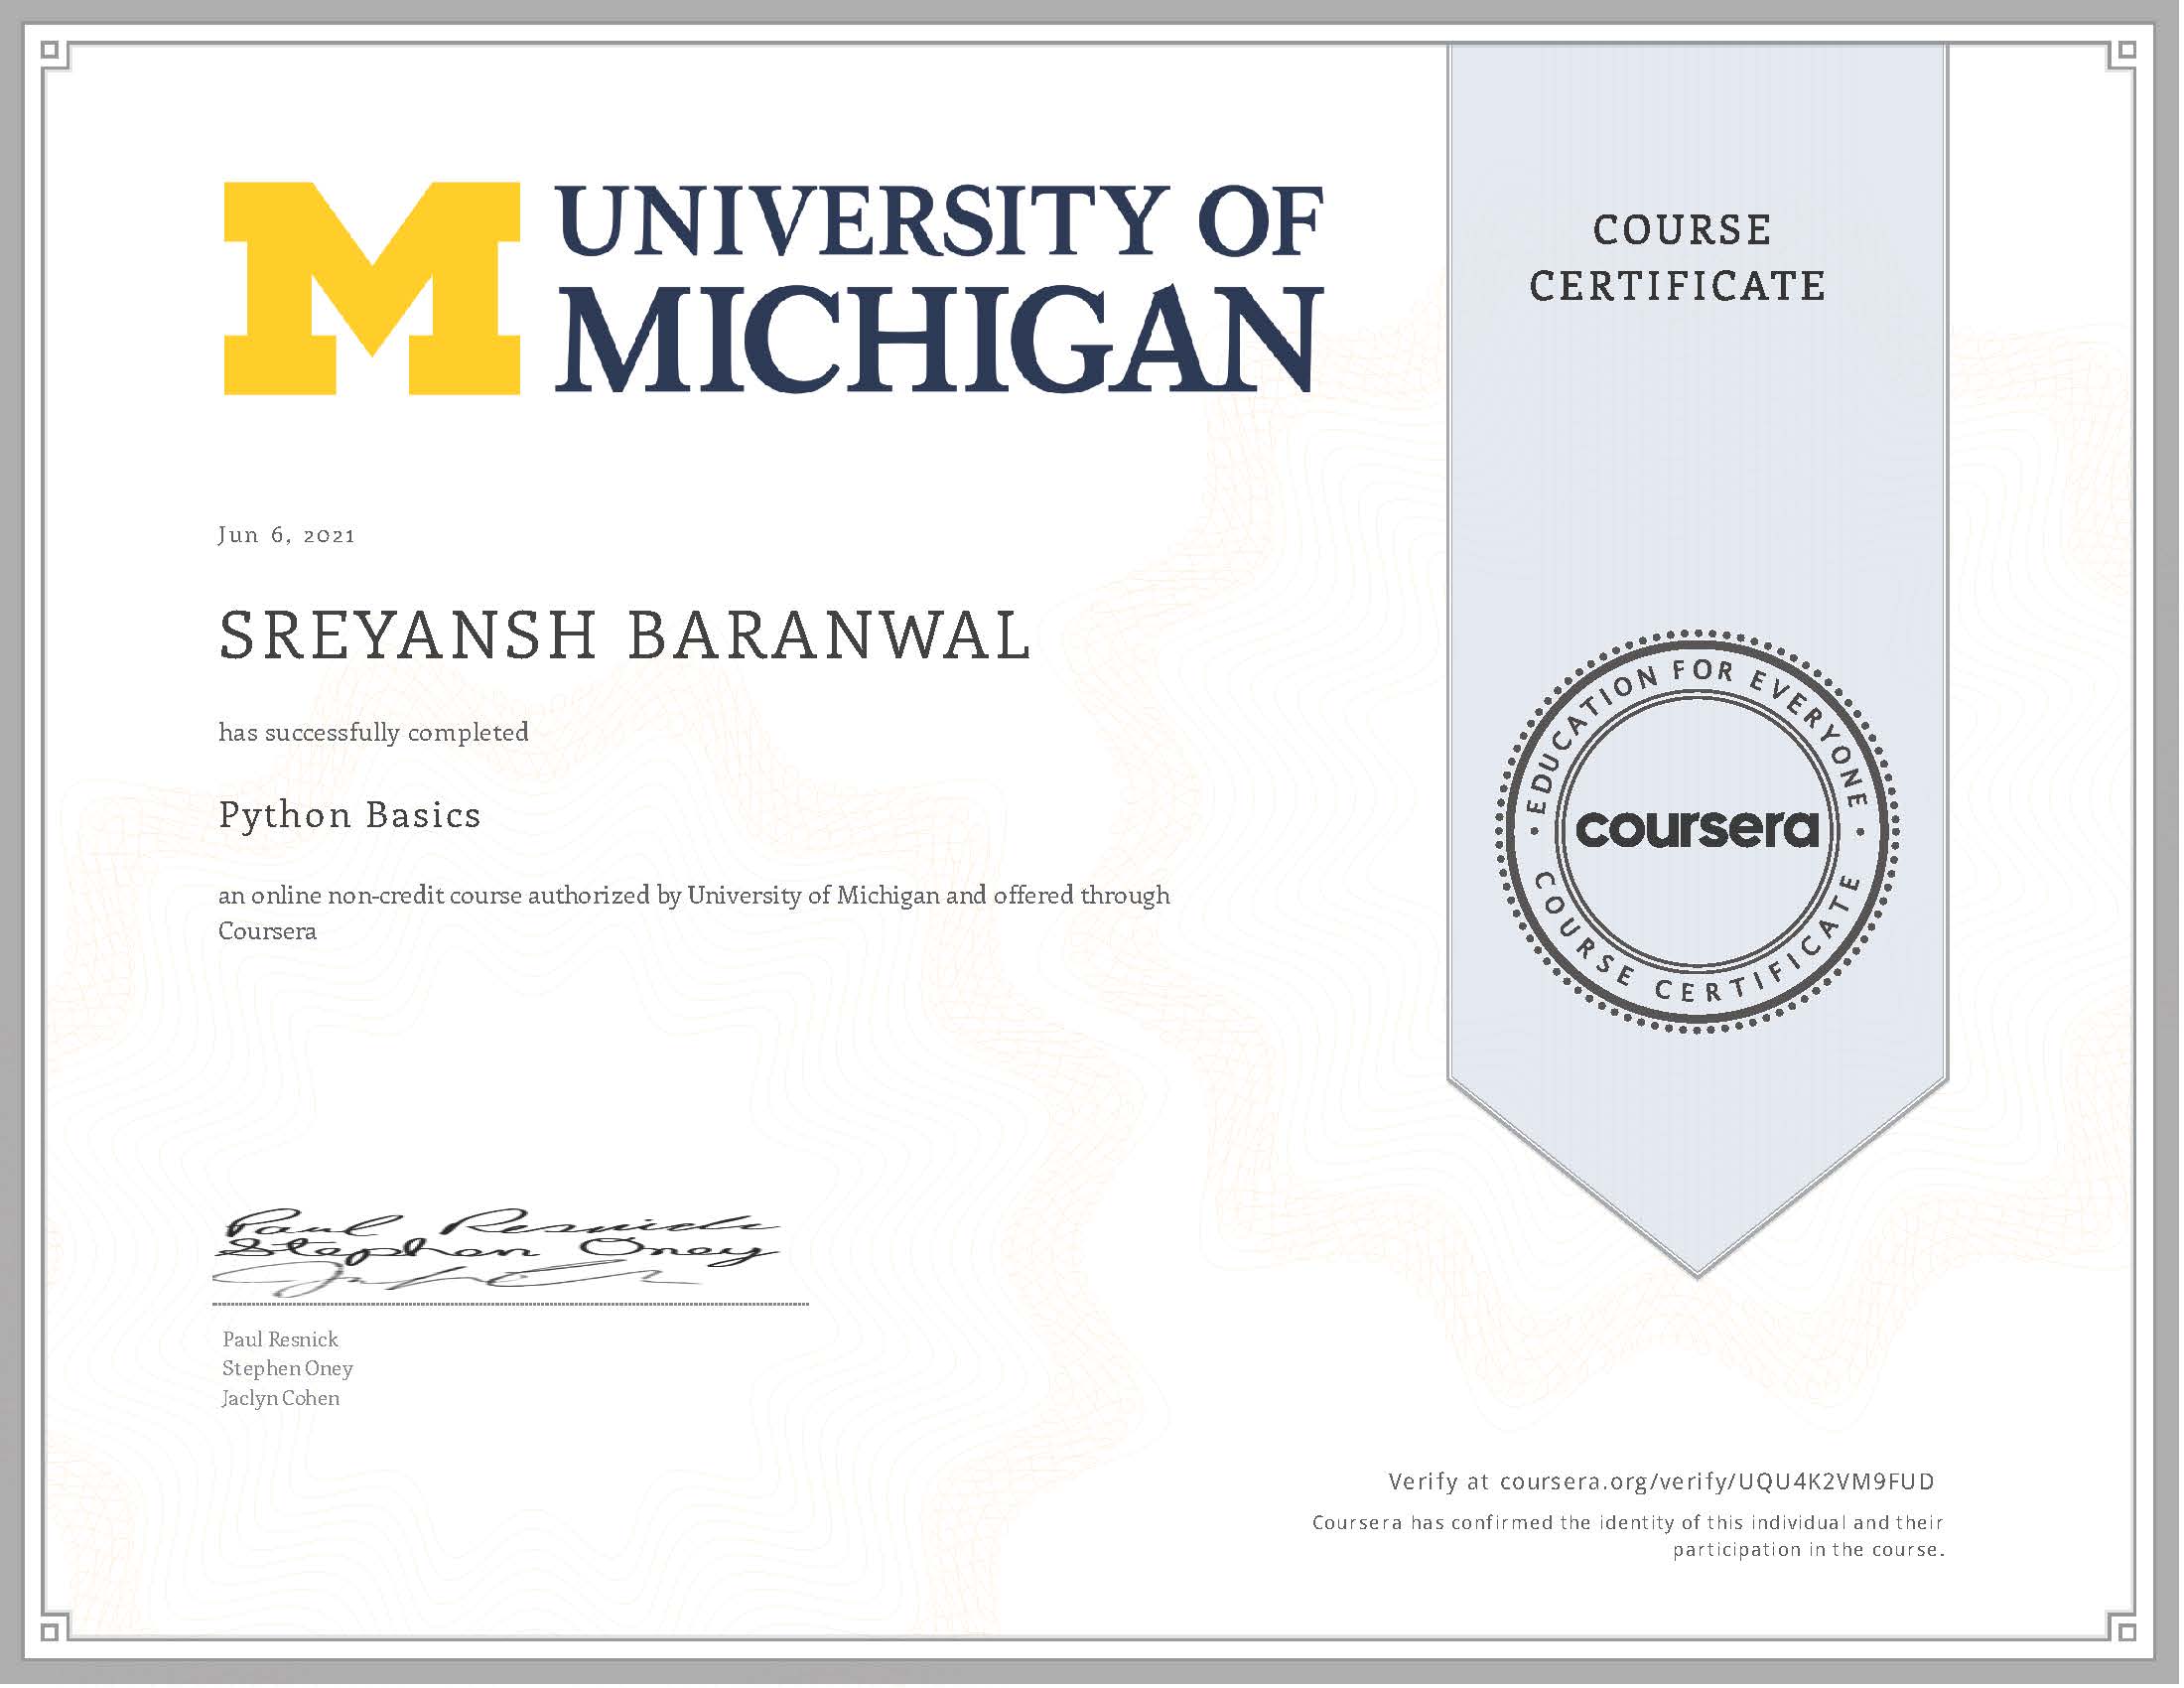 UNIVERSITY OF
MICHIGAN
COURSE
CERTIFICATE
Jun 6, 2021
SREYANSH BARANWAL
has successfully completed
Python Basics
an online non-credit course authorized by University of Michigan and offered through
Coursera
EDUCATION FOR EVERYONE
coursera
COURSE CERTIFICATE
Paul Resnick
Stephen Oney
Paul Resnick
Stephen Oney
Jaclyn Cohen
Verify at coursera.org/verify/UQU4K2VM9FUD
Coursera has confirmed the identity of this individual and their
participation in the course.